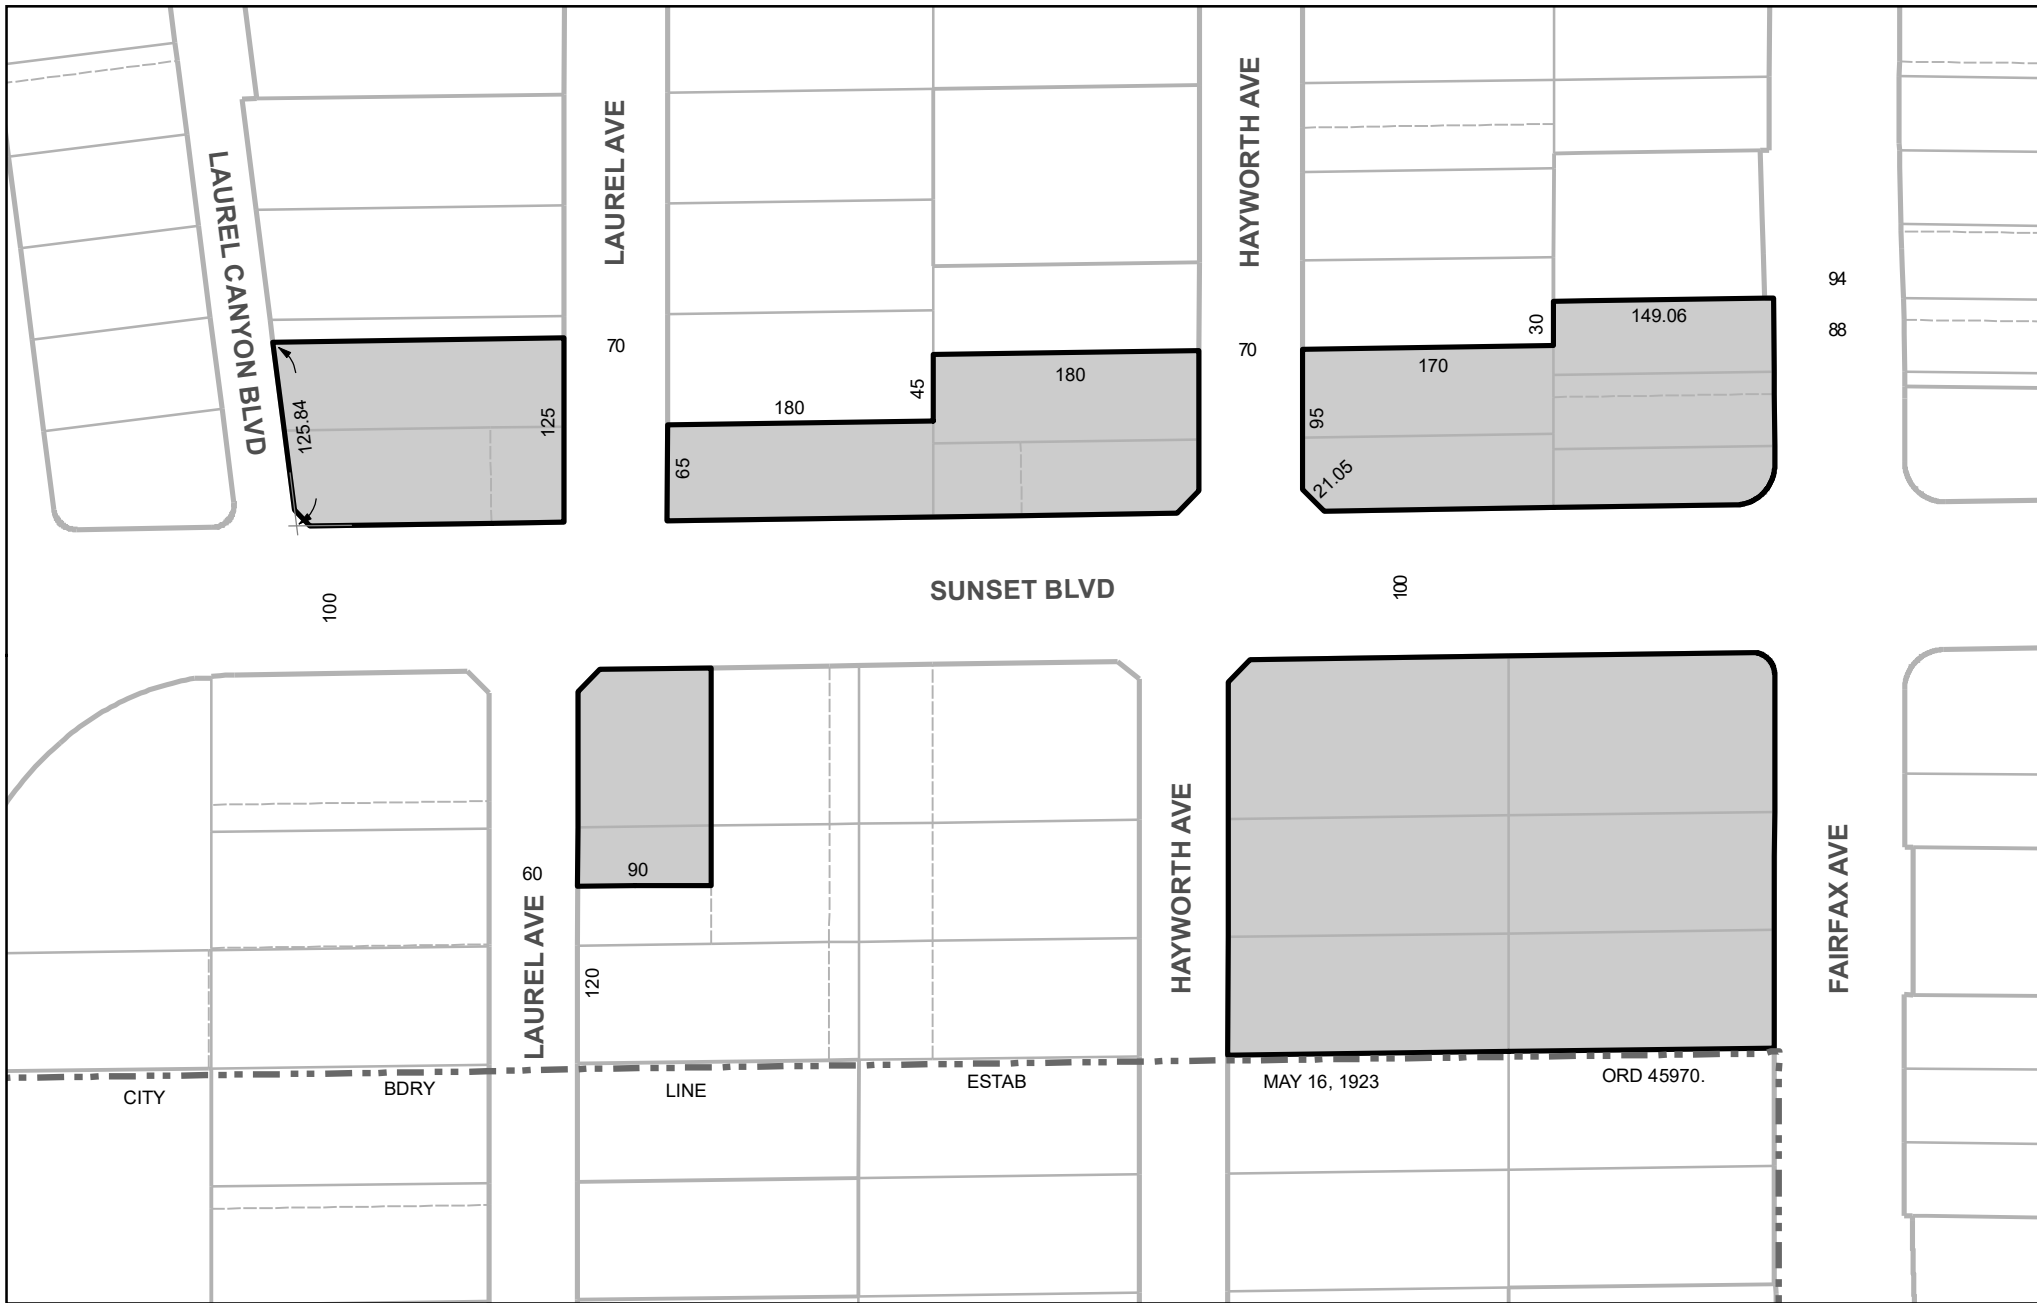 LAUREL CANYON BLVD
LAUREL AVE
HAYWORTH AVE
94
88
70
70
30
149.06
170
180
45
180
125.84
125
65
95
21.05
SUNSET BLVD
100
100
60
90
LAUREL AVE
120
HAYWORTH AVE
FAIRFAX AVE
CITY
BDRY
LINE
ESTAB
MAY 16, 1923
ORD 45970.